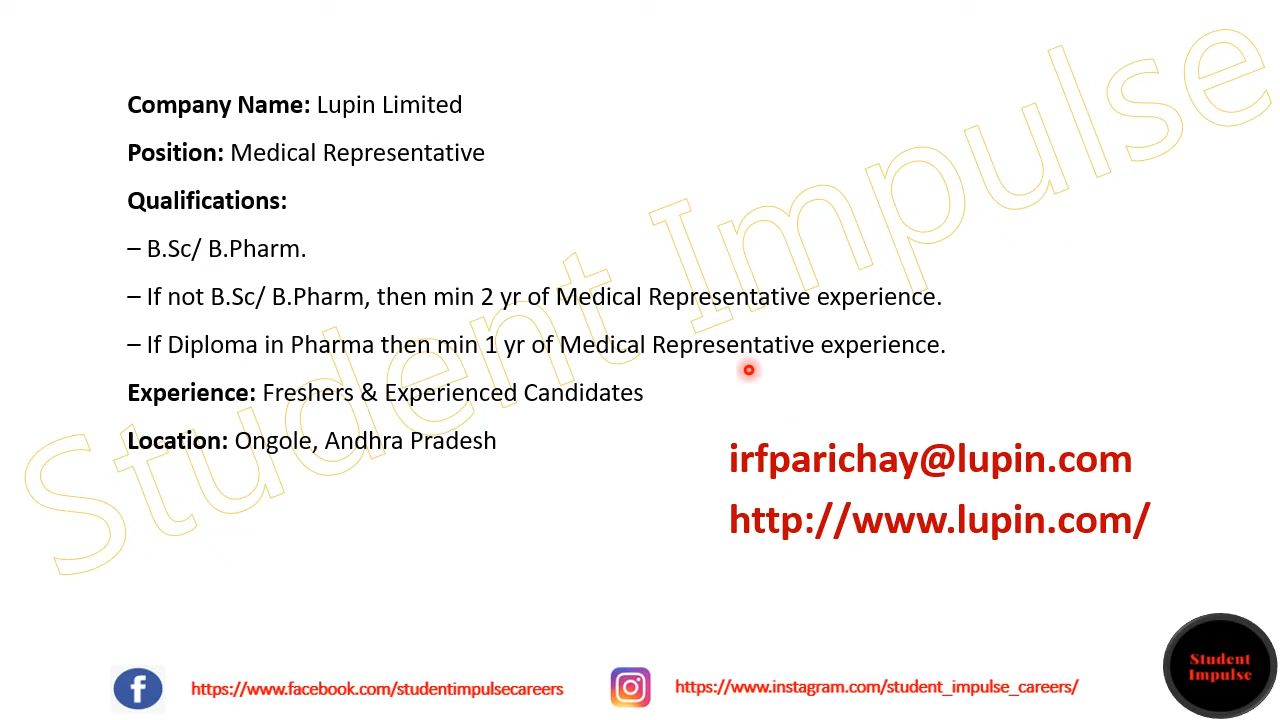 Company Name: Lupin Limited
Position: Medical Representative
Qualifications:
– B.Sc/ B.Pharm.
– If not B.Sc/ B.Pharm, then min 2 yr of Medical Representative experience.
– If Diploma in Pharma then min 1 yr of Medical Representative experience.
Experience: Freshers & Experienced Candidates
Location: Ongole, Andhra Pradesh
irfparichay@lupin.com
http://www.lupin.com/
Student Impulse
https://www.facebook.com/studentimpulsecareers
https://www.instagram.com/student_impulse_careers/
Student
Impulse